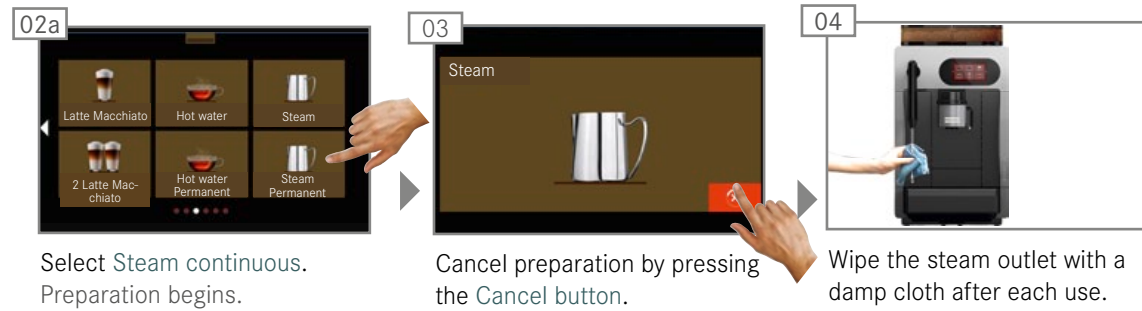 02a
Latte Macchiato
Hot water
Steam
2 Latte Mac-
chiato
Hot water
Permanent
Steam
Permanent
Select Steam continuous.
Preparation begins.
03
Steam
Cancel preparation by pressing
the Cancel button.
04
Wipe the steam outlet with a
damp cloth after each use.